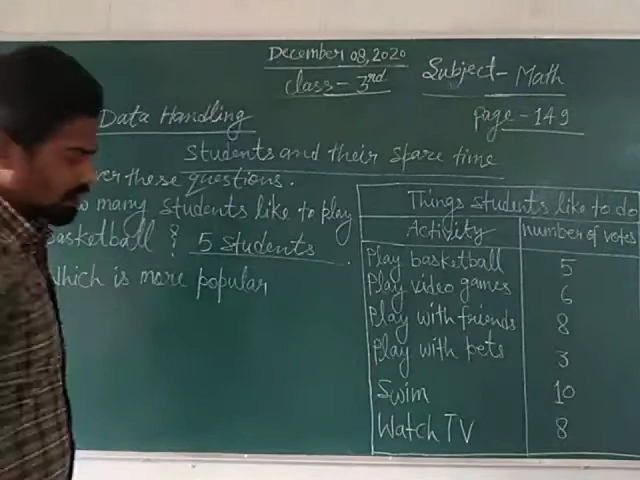 December 08, 2020
Class - 3rd
Subject - Math
Data Handling
page - 149
Students and their spare time
these questions.
many students like to play
basketball ? 5 students.
Which is more popular
Things students like to do
Activity number of votes
Play basketball 5
Play video games 6
Play with friends 8
Play with pets 3
Swim 10
Watch TV 8